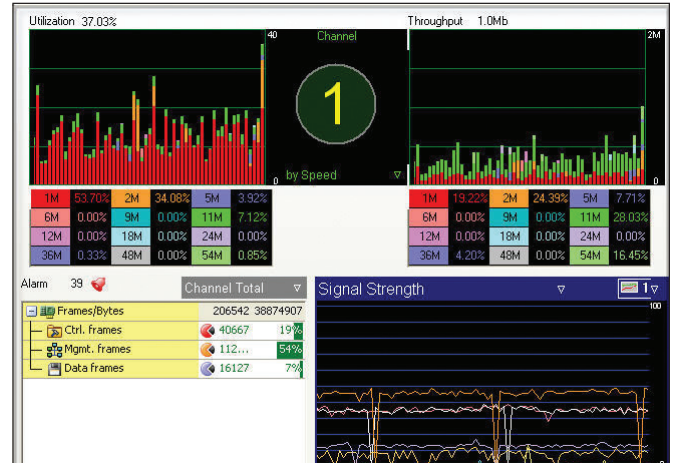 Utilization 37.03% Throughput 1.0Mb
40 Channel 2M
1
0 by Speed 0
1M 53.70% 2M 34.08% 5M 3.92% 1M 19.22% 2M 24.39% 5M 7.71%
6M 0.00% 9M 0.00% 11M 7.12% 6M 0.00% 9M 0.00% 11M 28.03%
12M 0.00% 18M 0.00% 24M 0.00% 12M 0.00% 18M 0.00% 24M 0.00%
36M 0.33% 48M 0.00% 54M 0.85% 36M 4.20% 48M 0.00% 54M 16.45%
Alarm 39 Channel Total Signal Strength 1
Frames/Bytes 206542 38874907 100
Ctrl. frames 40667 19%
Mgmt. frames 112... 54%
Data frames 16127 7%